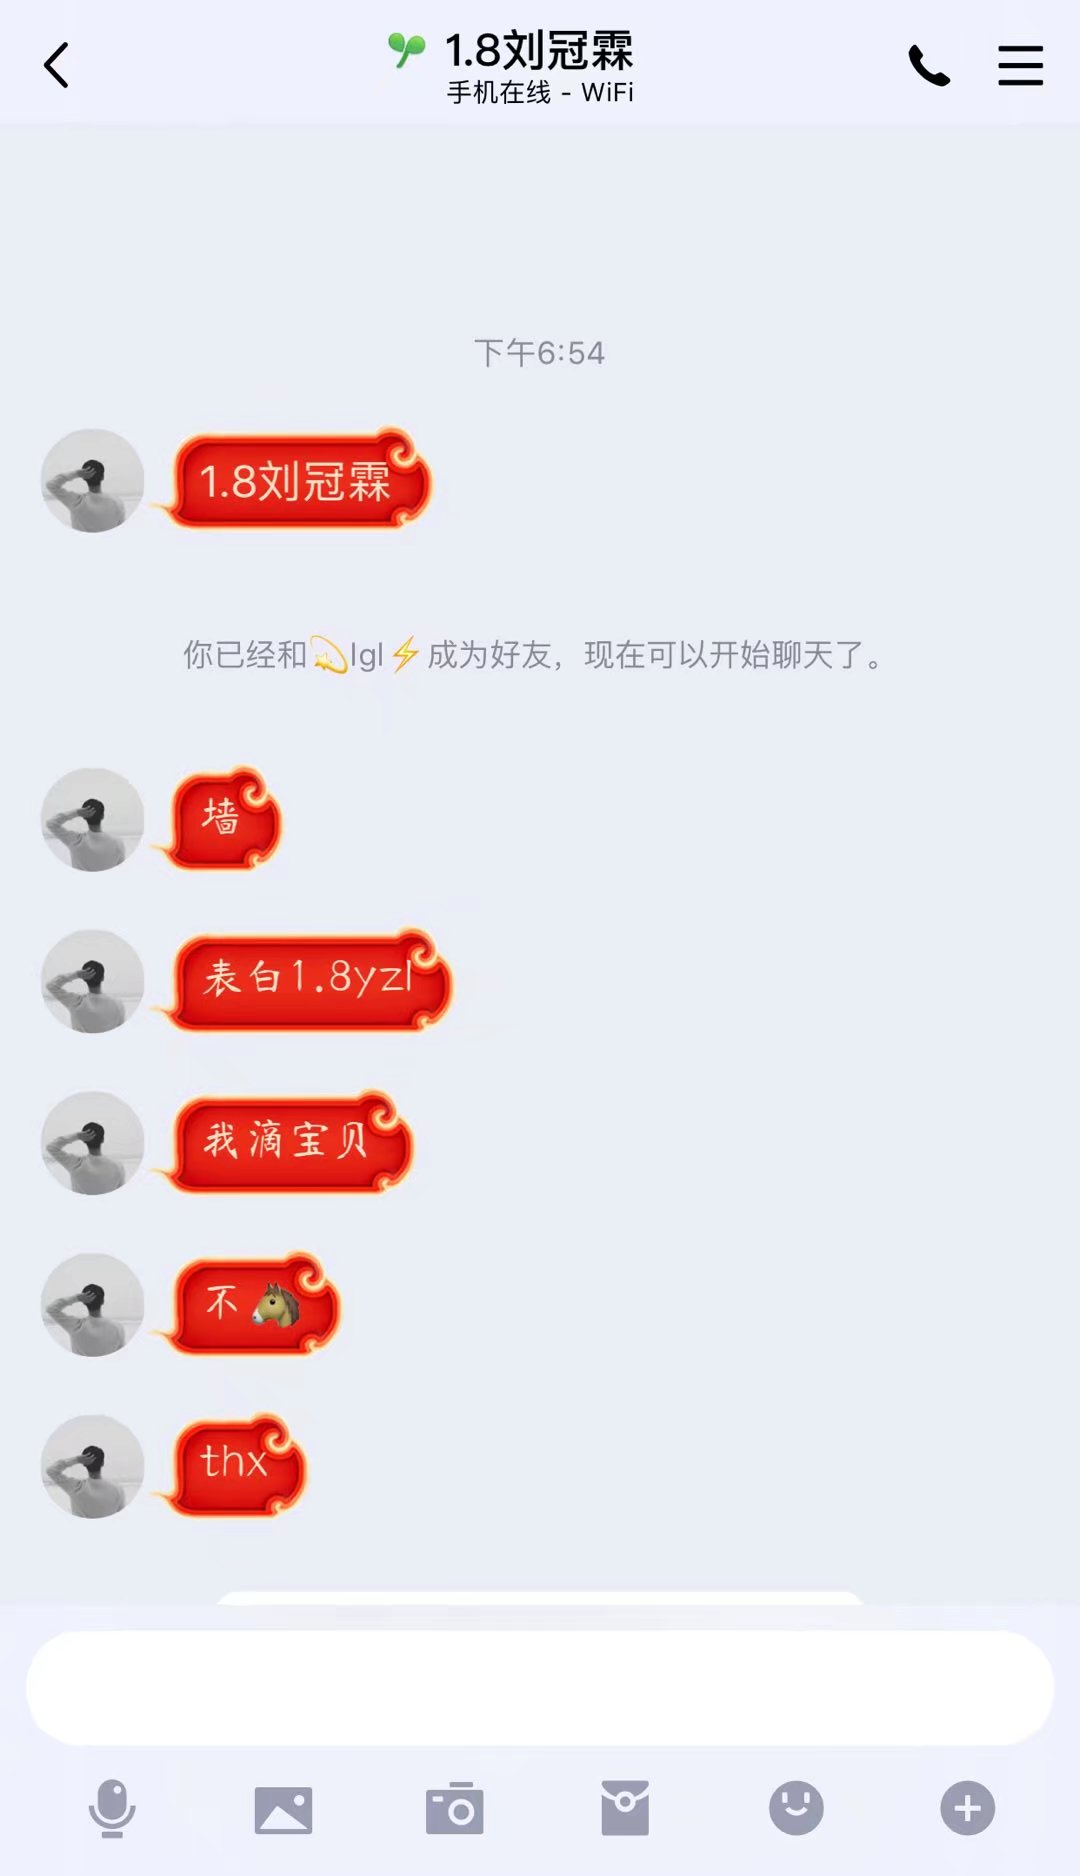 🌱 1.8刘冠霖
手机在线 - WiFi
下午6:54
1.8刘冠霖
你已经和💫lgl⚡成为好友，现在可以开始聊天了。
墙
表白1.8yzl
我滴宝贝
不🐴
thx